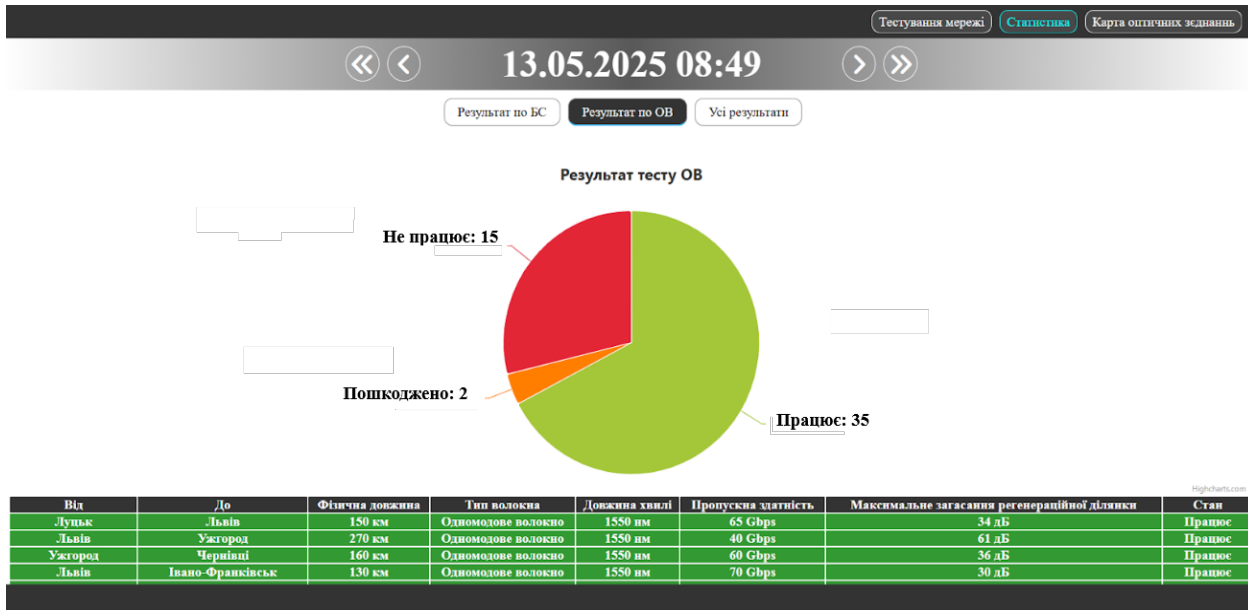 Тестування мережі Статистика Карта оптичних зєднаннь
13.05.2025 08:49
Результат по БС Результат по ОВ Усі результати
Результат тесту ОВ
Не працює: 15
Пошкоджено: 2
Працює: 35
Highcharts.com
Від До Фізична довжина Тип волокна Довжина хвилі Пропускна здатність Максимальне загасання регенераційної ділянки Стан
Луцьк Львів 150 км Одномодове волокно 1550 нм 65 Gbps 34 дБ Працює
Львів Ужгород 270 км Одномодове волокно 1550 нм 40 Gbps 61 дБ Працює
Ужгород Чернівці 160 км Одномодове волокно 1550 нм 60 Gbps 36 дБ Працює
Львів Івано-Франківськ 130 км Одномодове волокно 1550 нм 70 Gbps 30 дБ Працює